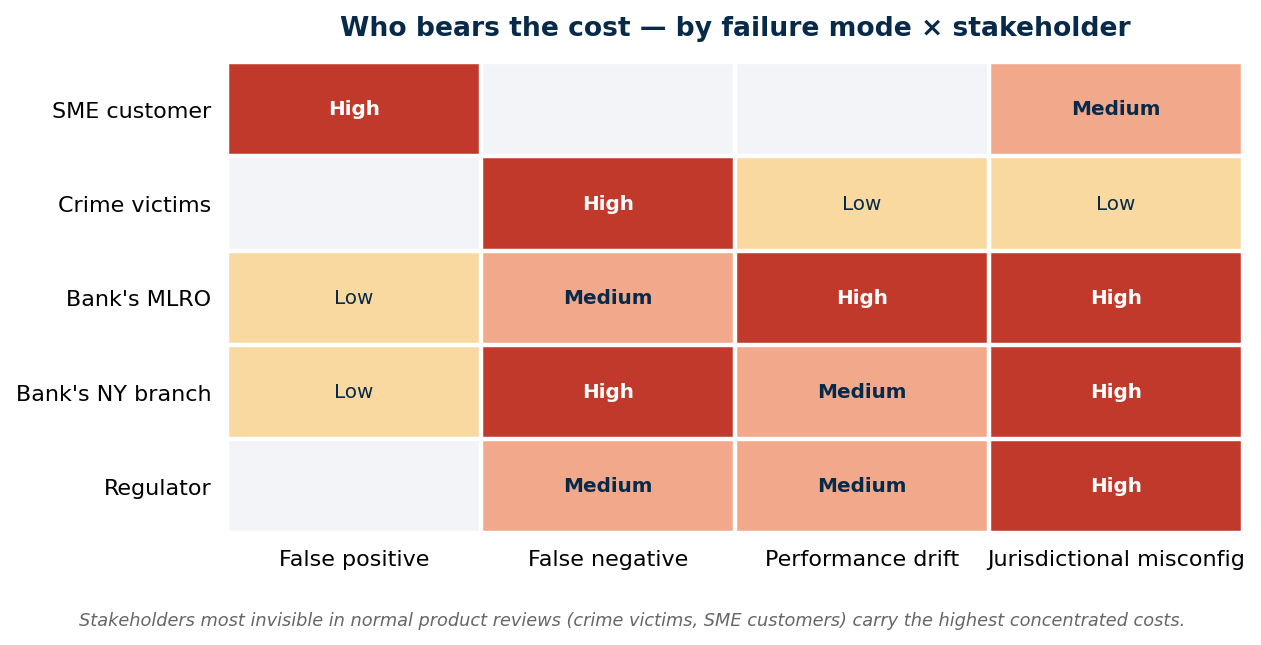 Who bears the cost — by failure mode × stakeholder
SME customer High Medium
Crime victims High Low Low
Bank's MLRO Low Medium High High
Bank's NY branch Low High Medium High
Regulator Medium Medium High
False positive False negative Performance drift Jurisdictional misconfig
Stakeholders most invisible in normal product reviews (crime victims, SME customers) carry the highest concentrated costs.